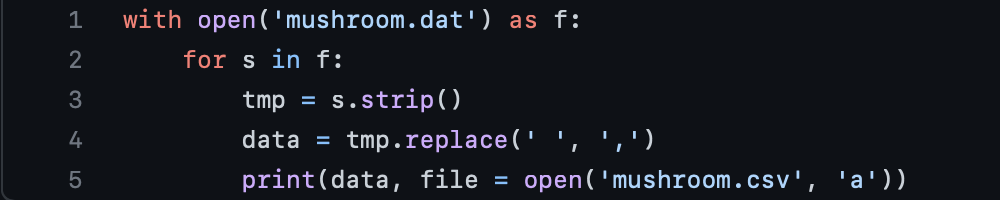 1 with open('mushroom.dat') as f:
2     for s in f:
3         tmp = s.strip()
4         data = tmp.replace(' ', ',')
5         print(data, file = open('mushroom.csv', 'a'))